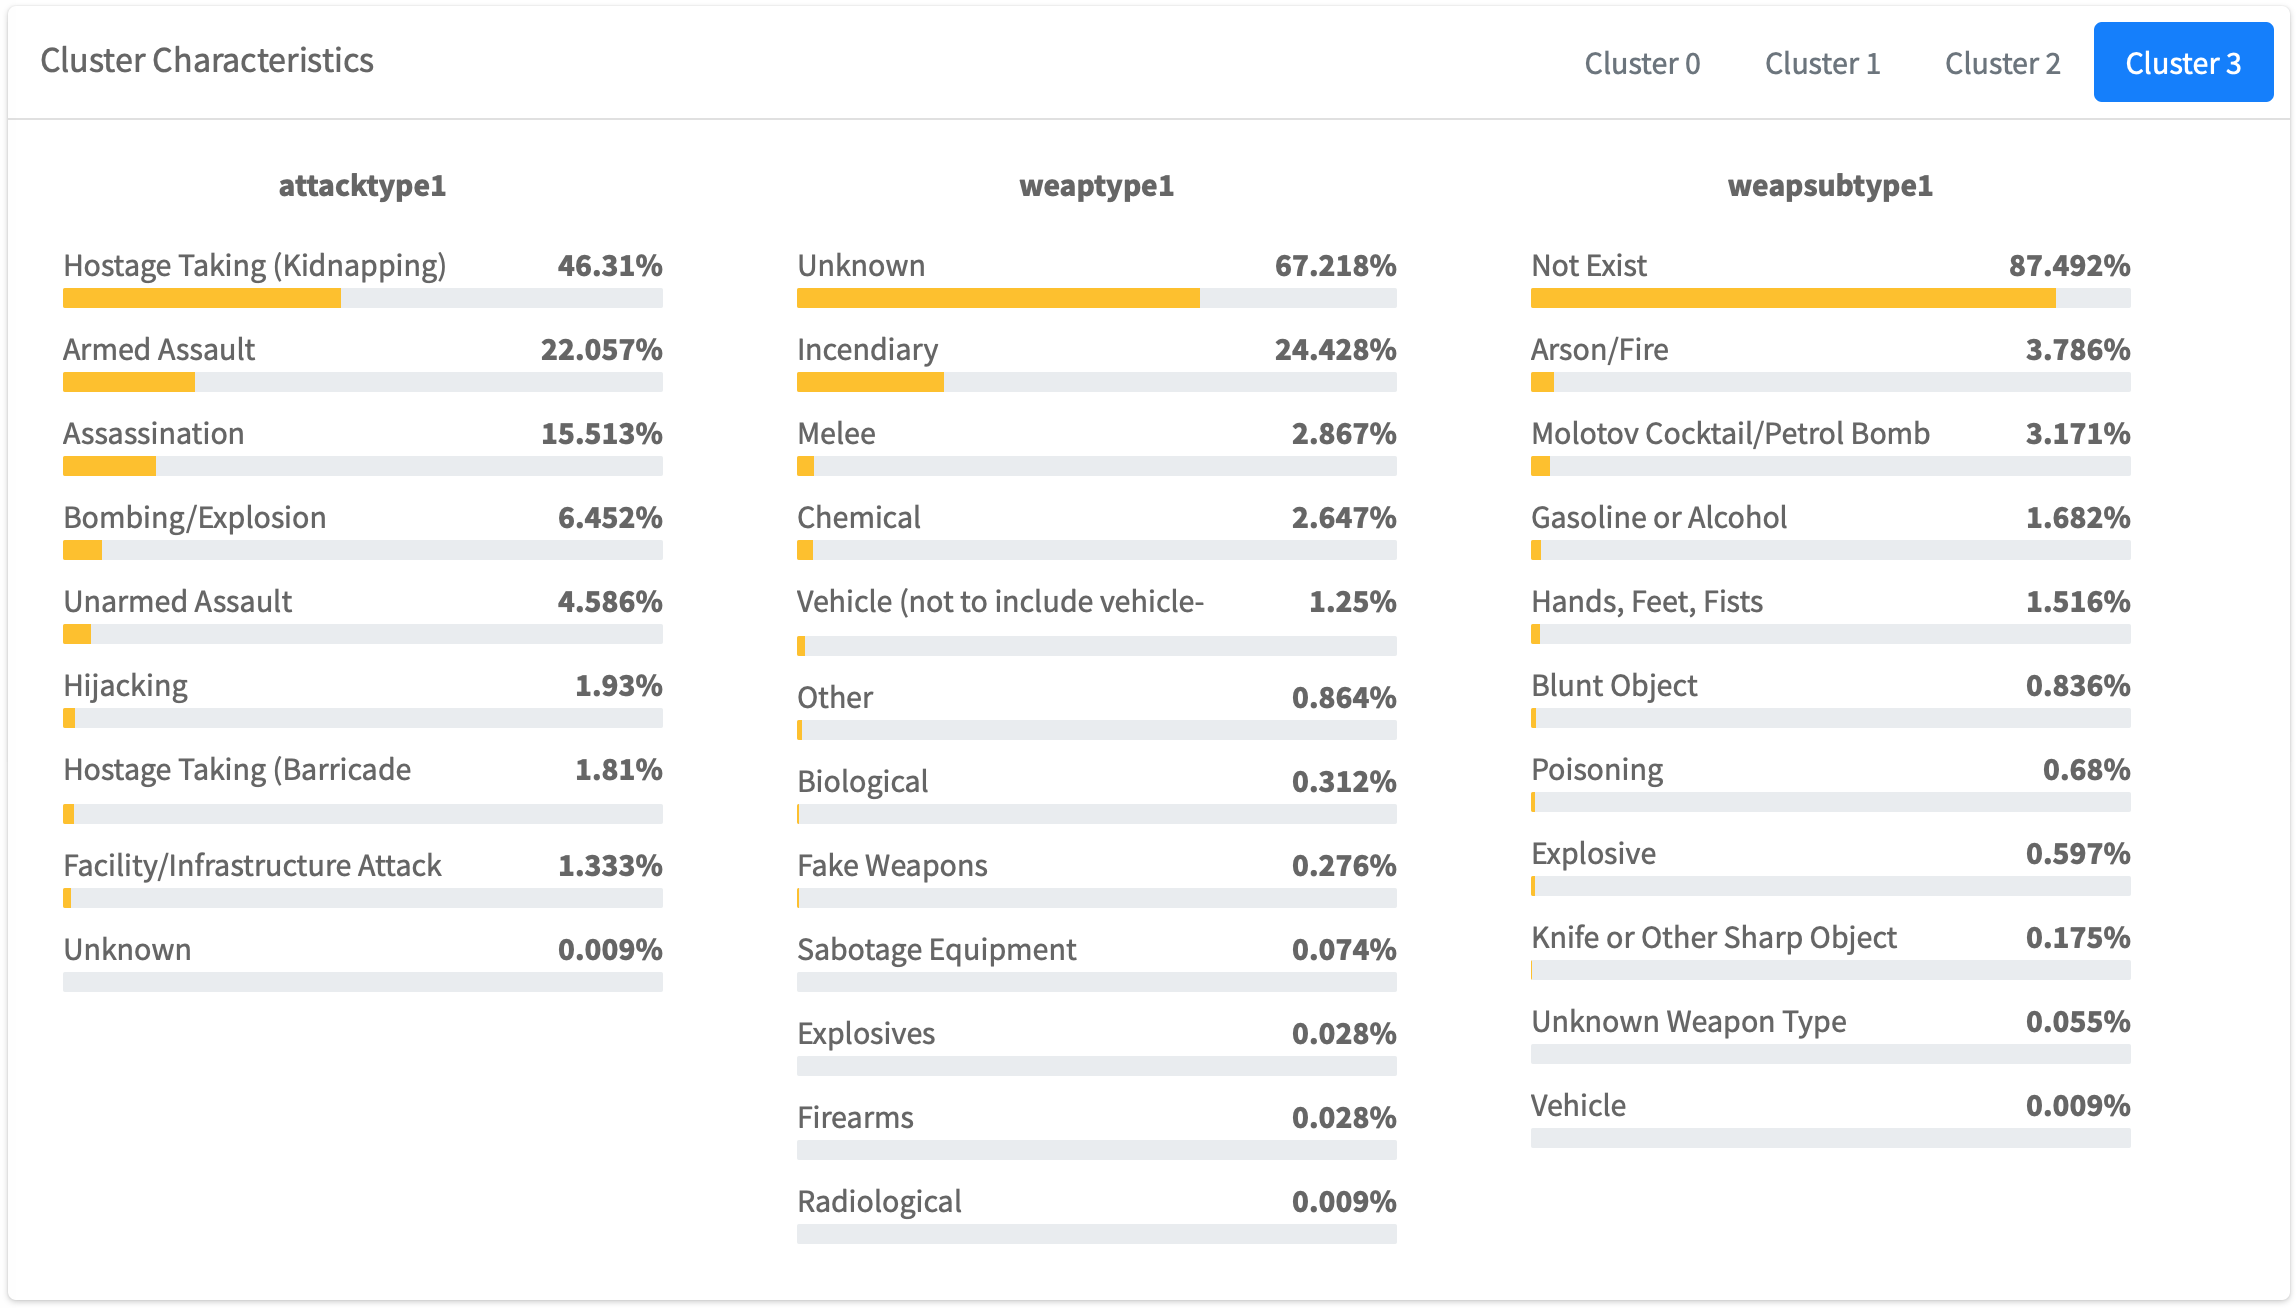 Cluster Characteristics
Cluster 0
Cluster 1
Cluster 2
Cluster 3
attacktype1
Hostage Taking (Kidnapping) 46.31%
Armed Assault 22.057%
Assassination 15.513%
Bombing/Explosion 6.452%
Unarmed Assault 4.586%
Hijacking 1.93%
Hostage Taking (Barricade 1.81%
Facility/Infrastructure Attack 1.333%
Unknown 0.009%
weaptype1
Unknown 67.218%
Incendiary 24.428%
Melee 2.867%
Chemical 2.647%
Vehicle (not to include vehicle- 1.25%
Other 0.864%
Biological 0.312%
Fake Weapons 0.276%
Sabotage Equipment 0.074%
Explosives 0.028%
Firearms 0.028%
Radiological 0.009%
weapsubtype1
Not Exist 87.492%
Arson/Fire 3.786%
Molotov Cocktail/Petrol Bomb 3.171%
Gasoline or Alcohol 1.682%
Hands, Feet, Fists 1.516%
Blunt Object 0.836%
Poisoning 0.68%
Explosive 0.597%
Knife or Other Sharp Object 0.175%
Unknown Weapon Type 0.055%
Vehicle 0.009%